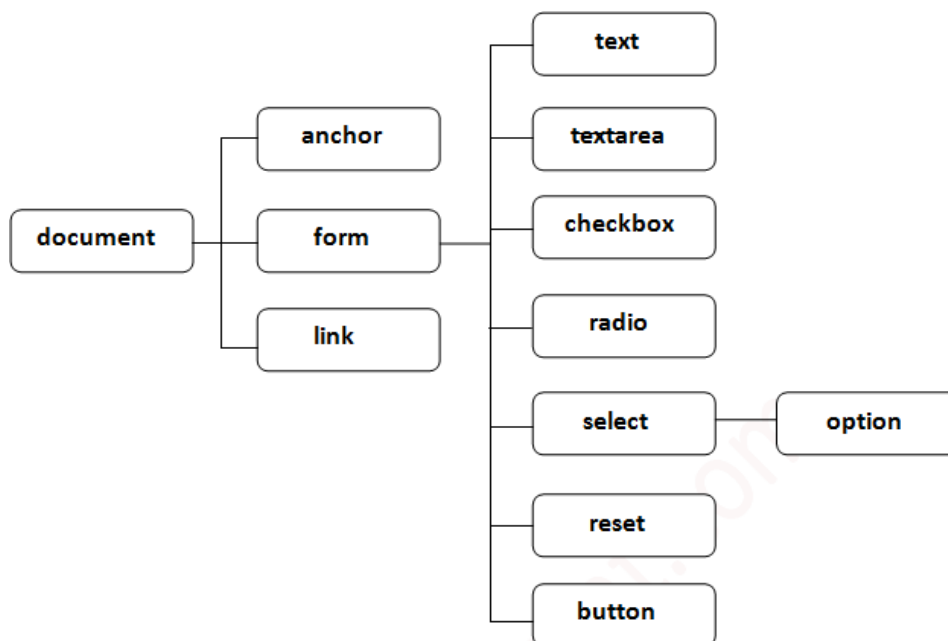 document
anchor
form
link
text
textarea
checkbox
radio
select
option
reset
button